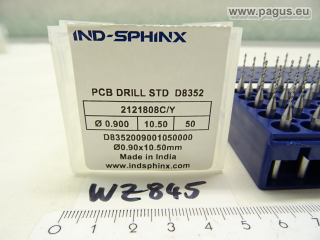 © www.pagus.eu
IND-SPHINX
PCB DRILL STD D8352
2121808C/Y
Ø 0.900 10.50 50
D8352009001050000
Ø0.90x10.50mm
Made in India
www.indsphinx.com
WZ845
0 1 2 3 4 5 6 7